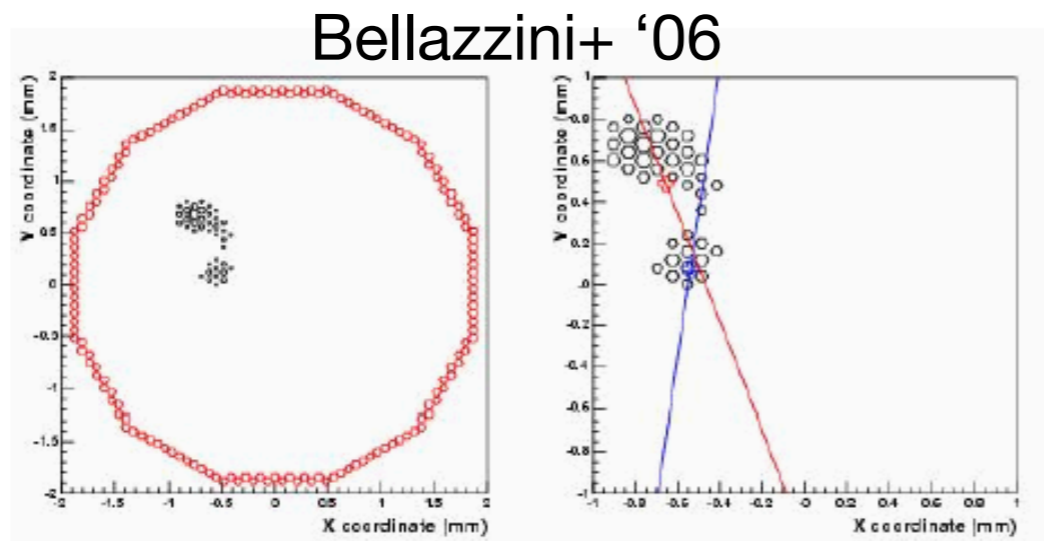 Bellazzini+ ‘06
Y coordinate (mm)
2
1.5
1
0.5
0
-0.5
-1
-1.5
-2
-2 -1.5 -1 -0.5 0 0.5 1 1.5 2
X coordinate (mm)
Y coordinate (mm)
1
0.8
0.6
0.4
0.2
0
-0.2
-0.4
-0.6
-0.8
-1
-1 -0.8 -0.6 -0.4 -0.2 0 0.2 0.4 0.6 0.8 1
X coordinate (mm)